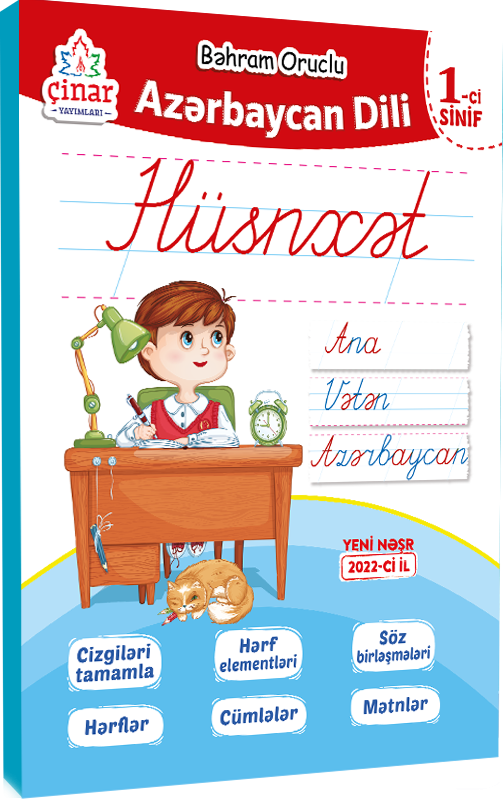 Bəhram Oruclu
Azərbaycan Dili
1-ci
SİNİF
çinar
YAYIMLARI
Hüsnxət
Ana
Vətən
Azərbaycan
YENİ NƏŞR
2022-Cİ İL
Cizgiləri
tamamla
Hərf
elementləri
Söz
birləşmələri
Hərflər
Cümlələr
Mətnlər